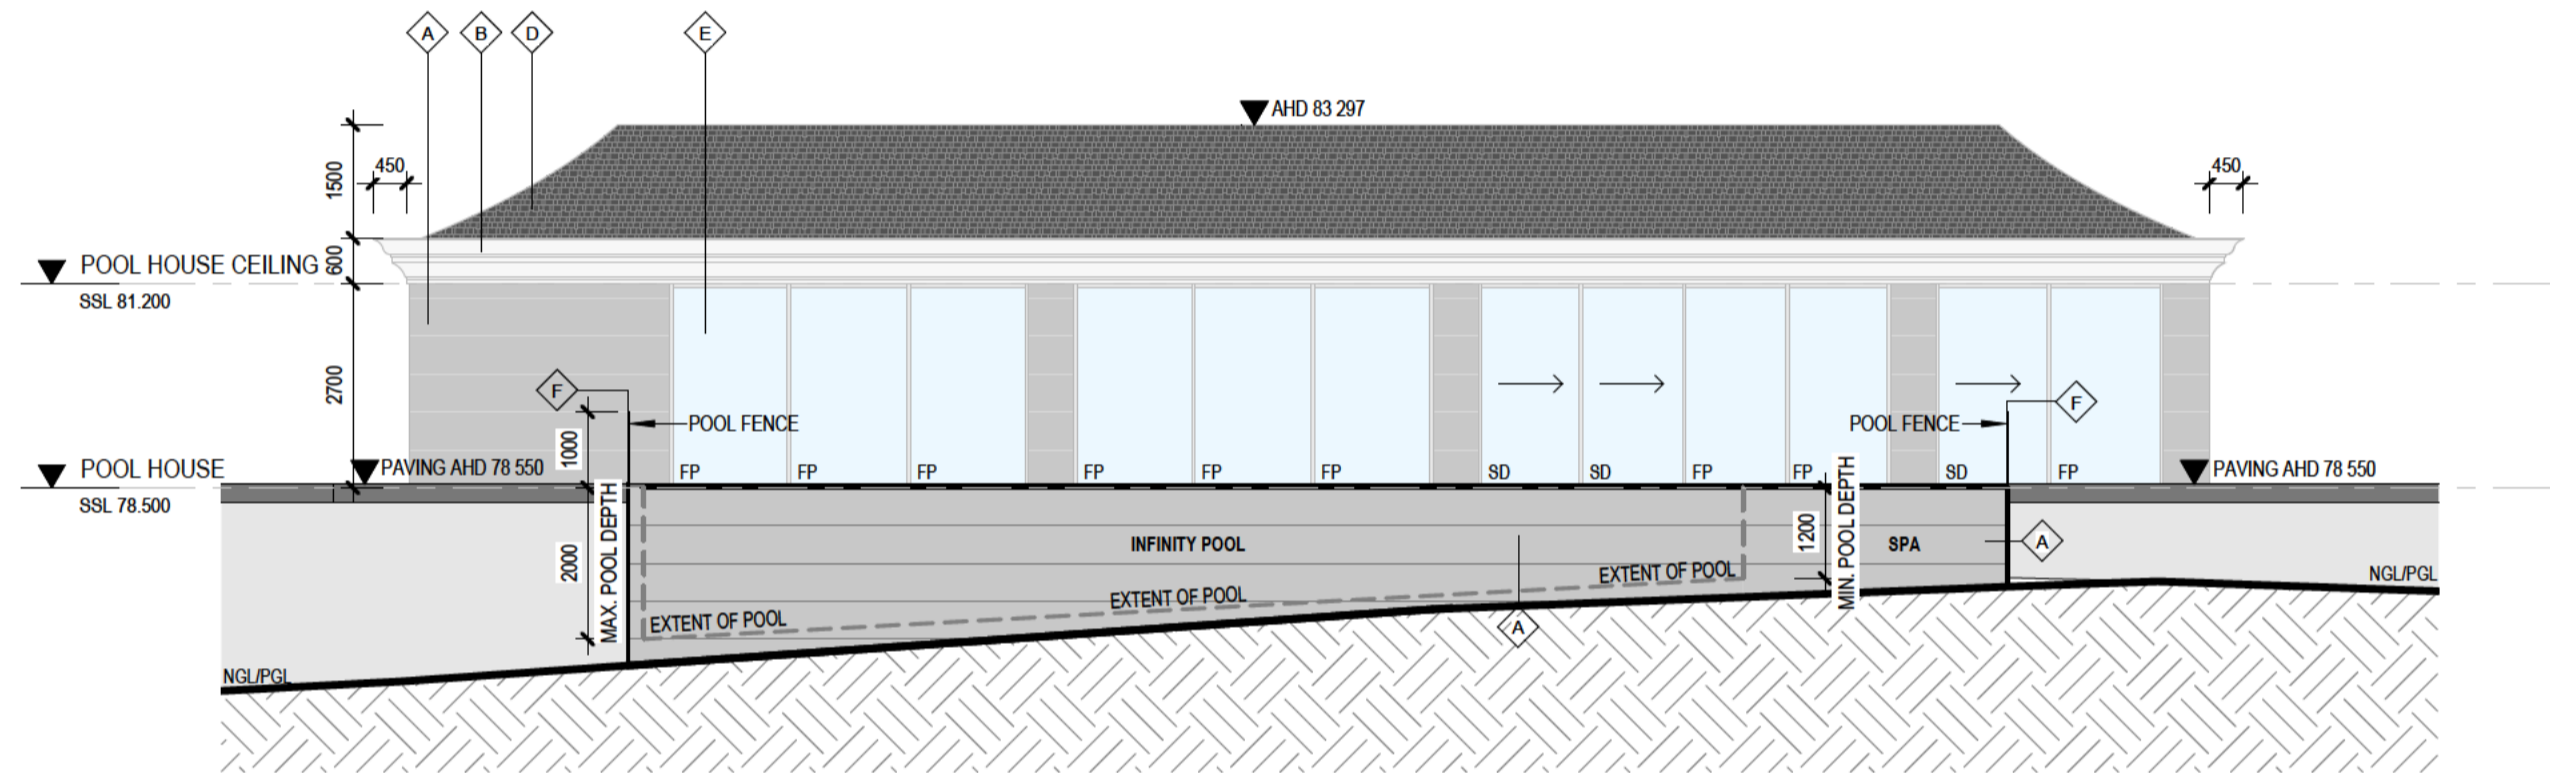 A
B
D
E
AHD 83 297
450
450
1500
600
2700
POOL HOUSE CEILING
SSL 81.200
F
POOL FENCE
POOL FENCE
F
1000
POOL HOUSE
SSL 78.500
PAVING AHD 78 550
FP
FP
FP
FP
FP
FP
SD
SD
FP
FP
SD
FP
PAVING AHD 78 550
2000
MAX. POOL DEPTH
INFINITY POOL
1200
MIN. POOL DEPTH
SPA
A
EXTENT OF POOL
EXTENT OF POOL
EXTENT OF POOL
A
NGL/PGL
NGL/PGL